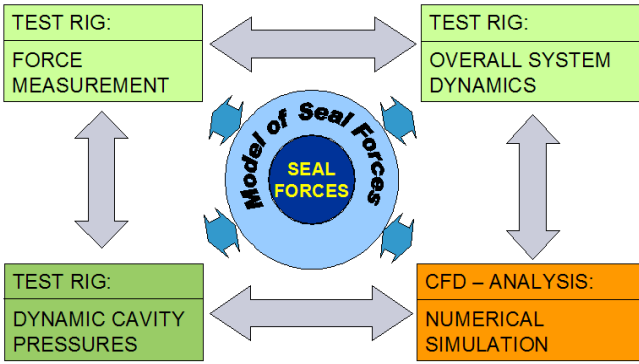 TEST RIG:
FORCE
MEASUREMENT
TEST RIG:
OVERALL SYSTEM
DYNAMICS
Model of Seal Forces
SEAL
FORCES
TEST RIG:
DYNAMIC CAVITY
PRESSURES
CFD – ANALYSIS:
NUMERICAL
SIMULATION